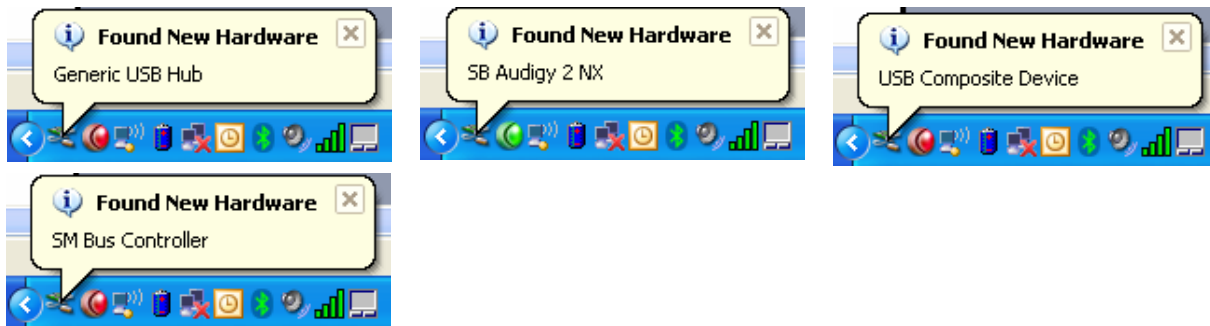 Found New Hardware
Generic USB Hub
Found New Hardware
SB Audigy 2 NX
Found New Hardware
USB Composite Device
Found New Hardware
SM Bus Controller